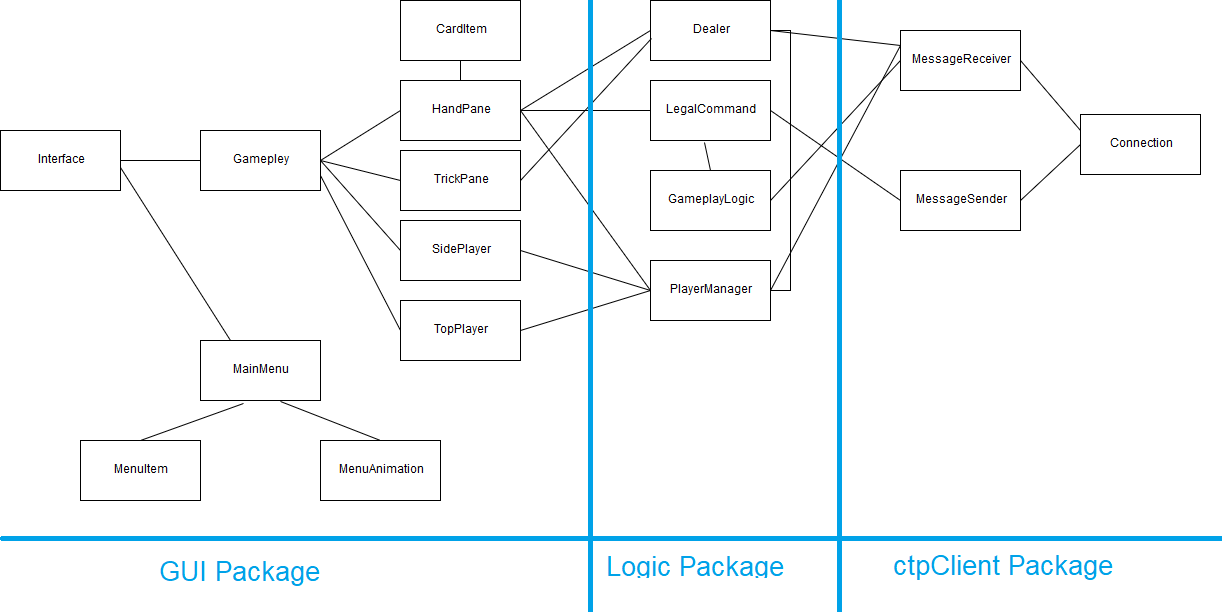 CardItem
Dealer
MessageReceiver
HandPane
LegalCommand
Interface
Gamepley
TrickPane
GameplayLogic
MessageSender
Connection
SidePlayer
PlayerManager
TopPlayer
MainMenu
MenuItem
MenuAnimation
GUI Package
Logic Package
ctpClient Package